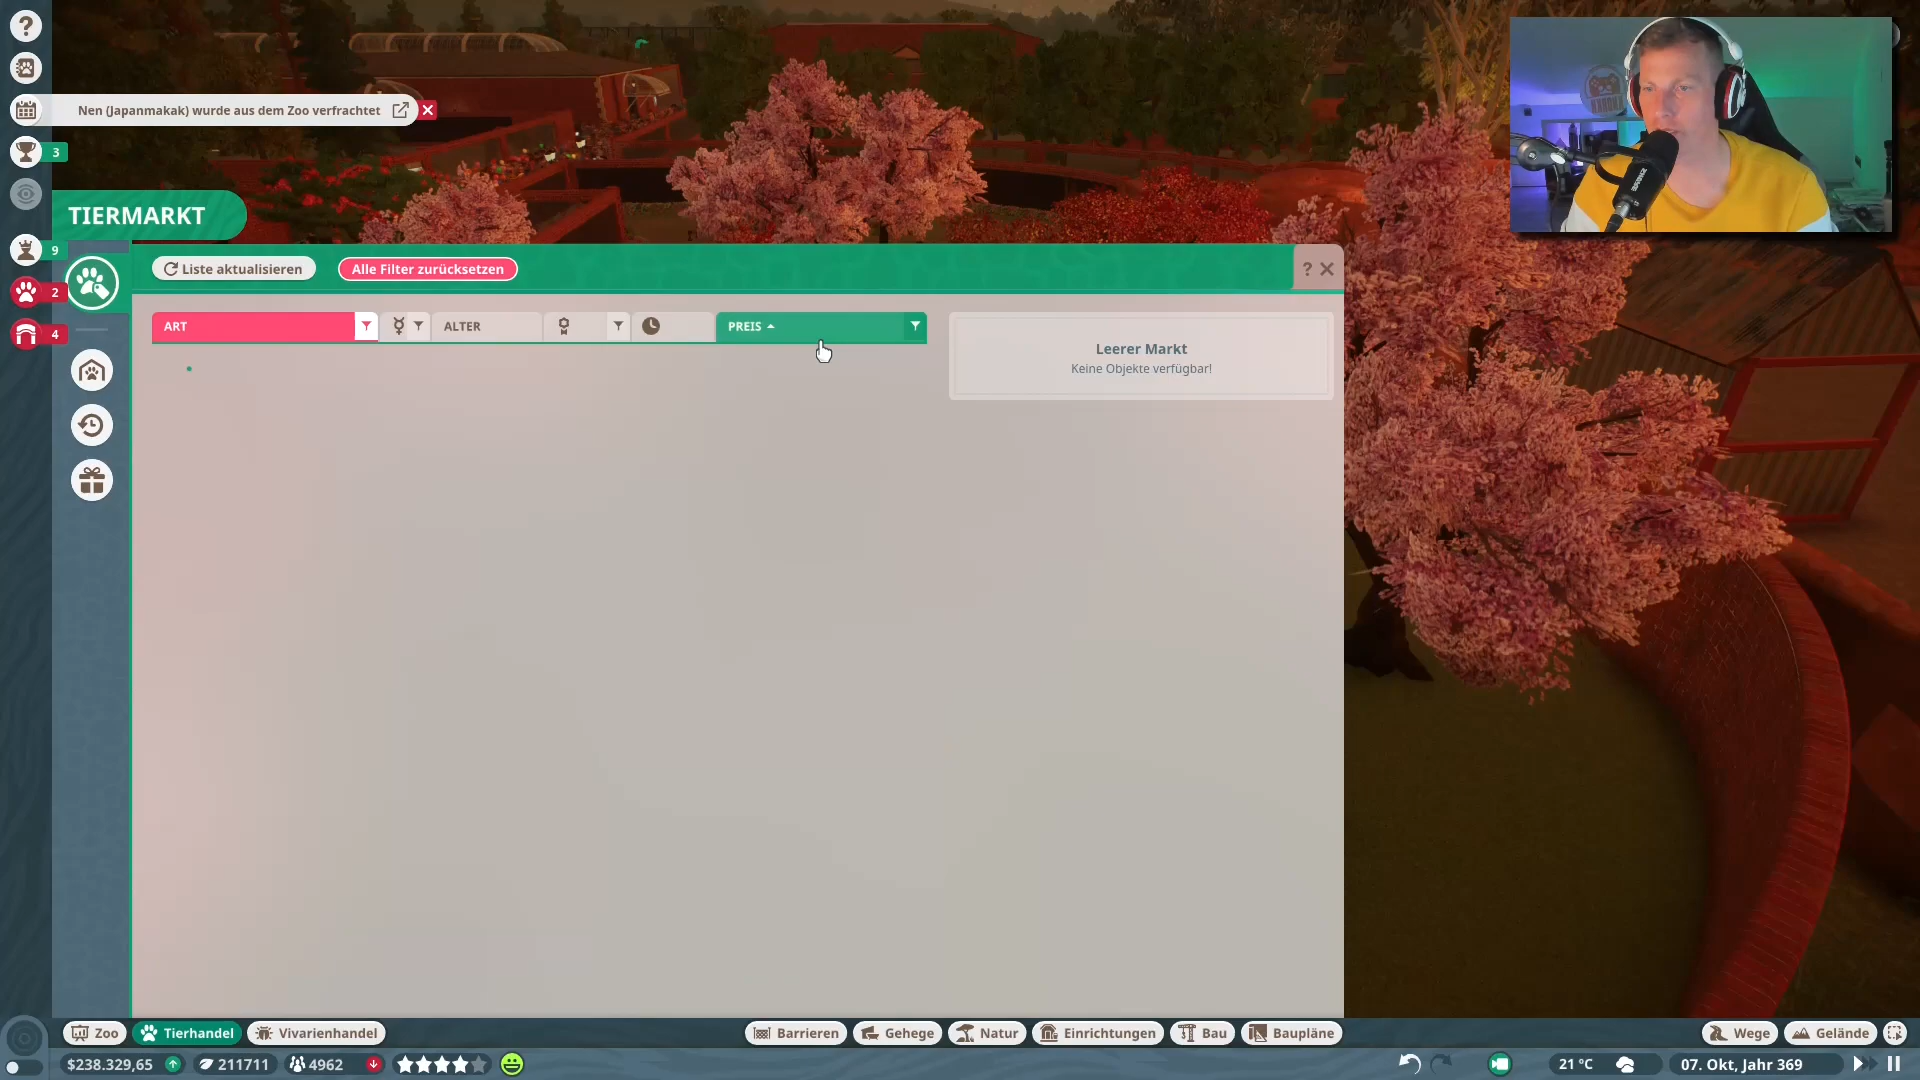 Nen (Japanmakak) wurde aus dem Zoo verfrachtet
3
TIERMARKT
9
2
4
Liste aktualisieren
Alle Filter zurücksetzen
?
ART
ALTER
PREIS
Leerer Markt
Keine Objekte verfügbar!
Zoo
Tierhandel
Vivarienhandel
Barrieren
Gehege
Natur
Einrichtungen
Bau
Baupläne
Wege
Gelände
$238.329,65
211711
4962
21 °C
07. Okt, Jahr 369